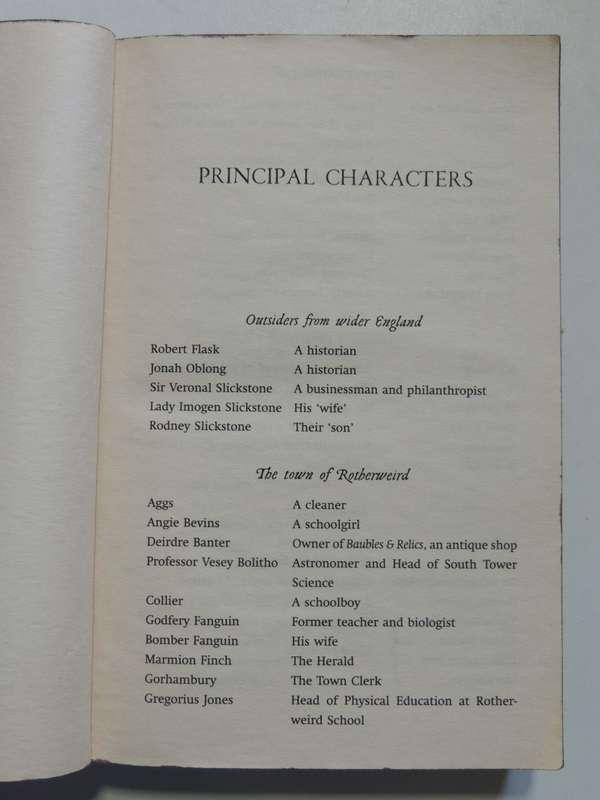 PRINCIPAL CHARACTERS
Outsiders from wider England
Robert Flask A historian
Jonah Oblong A historian
Sir Veronal Slickstone A businessman and philanthropist
Lady Imogen Slickstone His ‘wife’
Rodney Slickstone Their ‘son’
The town of Rotherweird
Aggs A cleaner
Angie Bevins A schoolgirl
Deirdre Banter Owner of Baubles & Relics, an antique shop
Professor Vesey Bolitho Astronomer and Head of South Tower
Science
Collier A schoolboy
Godfery Fanguin Former teacher and biologist
Bomber Fanguin His wife
Marmion Finch The Herald
Gorhambury The Town Clerk
Gregorius Jones Head of Physical Education at Rother-
weird School